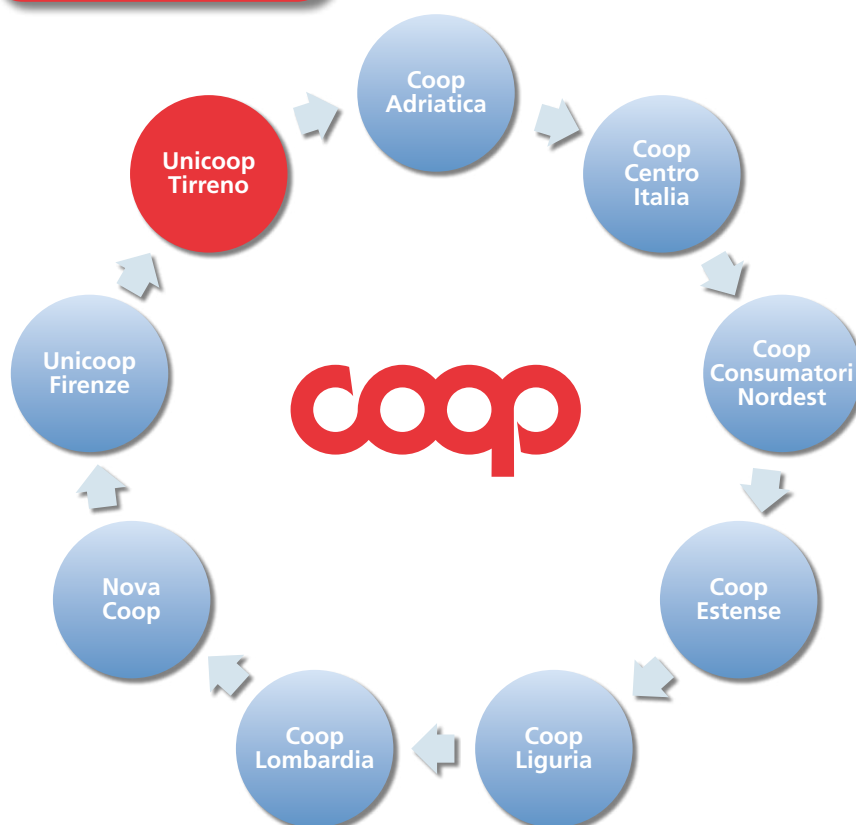 Coop
Adriatica
Coop
Centro
Italia
Coop
Consumatori
Nordest
Coop
Estense
Coop
Liguria
Coop
Lombardia
Nova
Coop
Unicoop
Firenze
Unicoop
Tirreno
coop